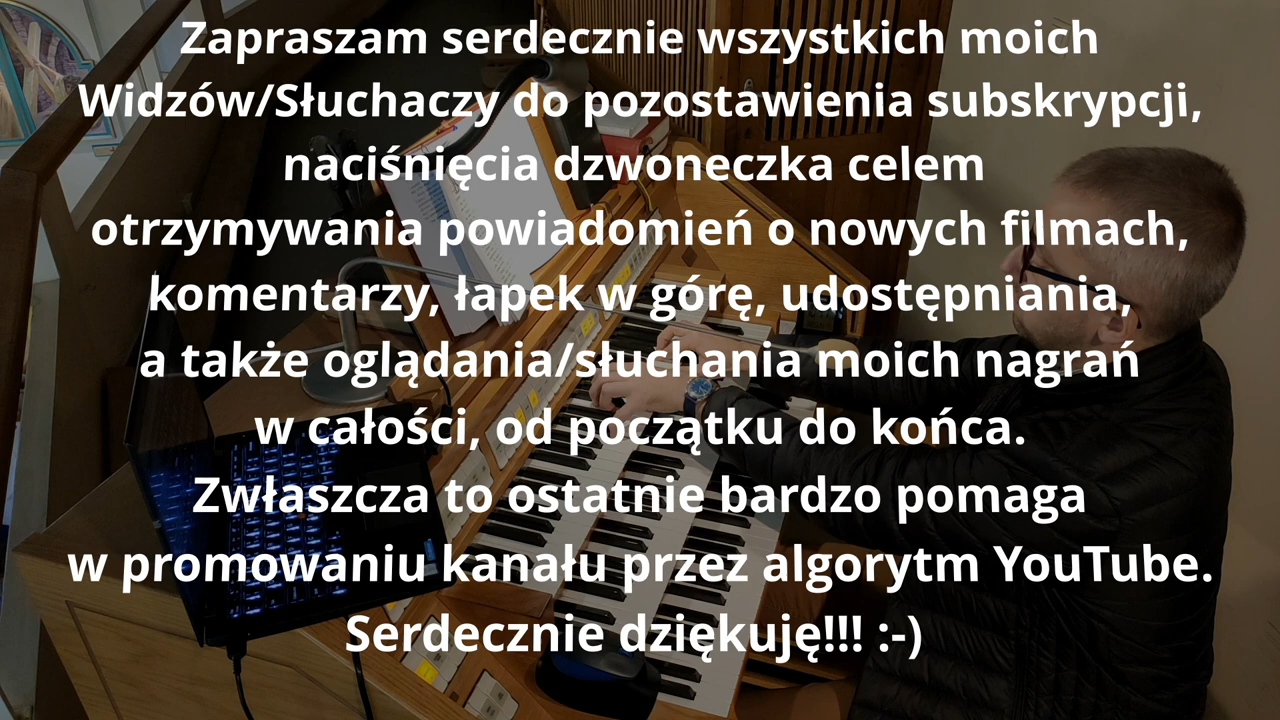 Zapraszam serdecznie wszystkich moich
Widzów/Słuchaczy do pozostawienia subskrypcji,
naciśnięcia dzwoneczka celem
otrzymywania powiadomień o nowych filmach,
komentarzy, łapek w górę, udostępniania,
a także oglądania/słuchania moich nagrań
w całości, od początku do końca.
Zwłaszcza to ostatnie bardzo pomaga
w promowaniu kanału przez algorytm YouTube.
Serdecznie dziękuję!!! :-)